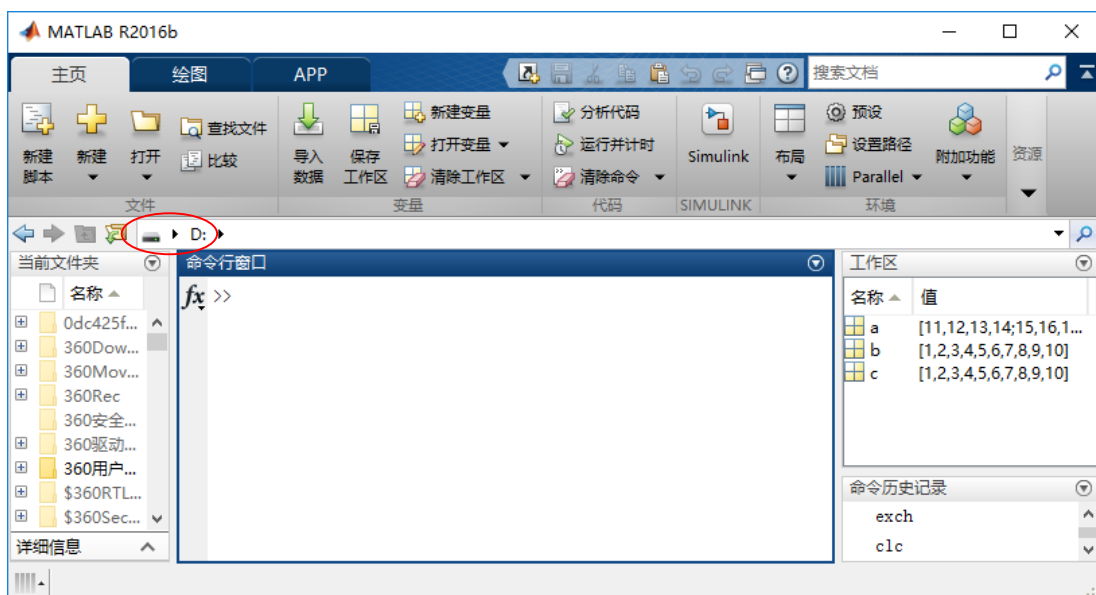 MATLAB R2016b
主页 绘图 APP 搜索文档
新建脚本 新建 打开 查找文件 比较 导入数据 保存工作区 新建变量 打开变量 清除工作区 分析代码 运行并计时 清除命令 Simulink 布局 预设 设置路径 Parallel 附加功能 资源
文件 变量 代码 SIMULINK 环境
D:
当前文件夹
名称
0dc425f...
360Dow...
360Mov...
360Rec
360安全...
360驱动...
360用户...
$360RTL...
$360Sec...
详细信息
命令行窗口
fx >>
工作区
名称 值
a [11,12,13,14;15,16,1...
b [1,2,3,4,5,6,7,8,9,10]
c [1,2,3,4,5,6,7,8,9,10]
命令历史记录
exch
clc